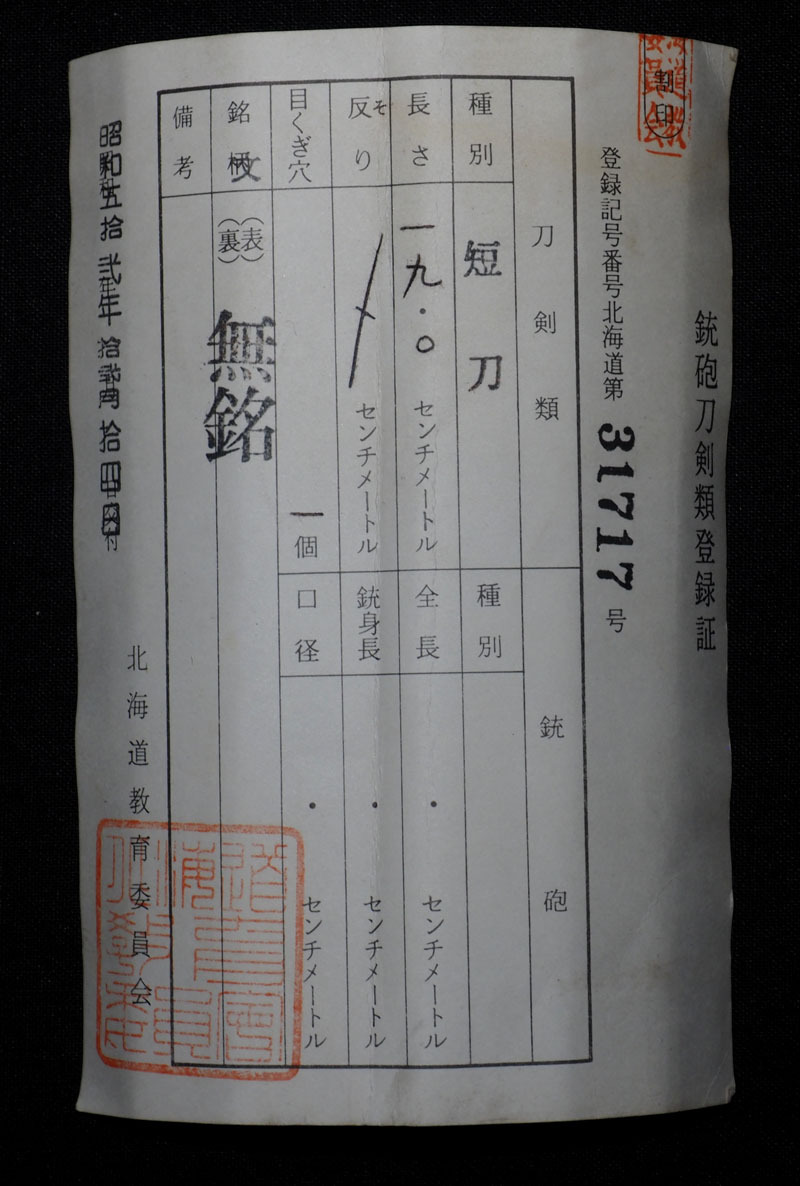 銃砲刀剣類登録証
割印
登録記号番号北海道第 31717 号
刀剣類
種別 短刀
長さ 一九・〇 センチメートル
反り そ センチメートル
目くぎ穴 一個
銘文 (表) (裏) 無銘
備考
銃砲
種別
全長 ・ センチメートル
銃身長 ・ センチメートル
口径 ・ センチメートル
昭和五拾弐年拾弐月拾四日
北海道教育委員会